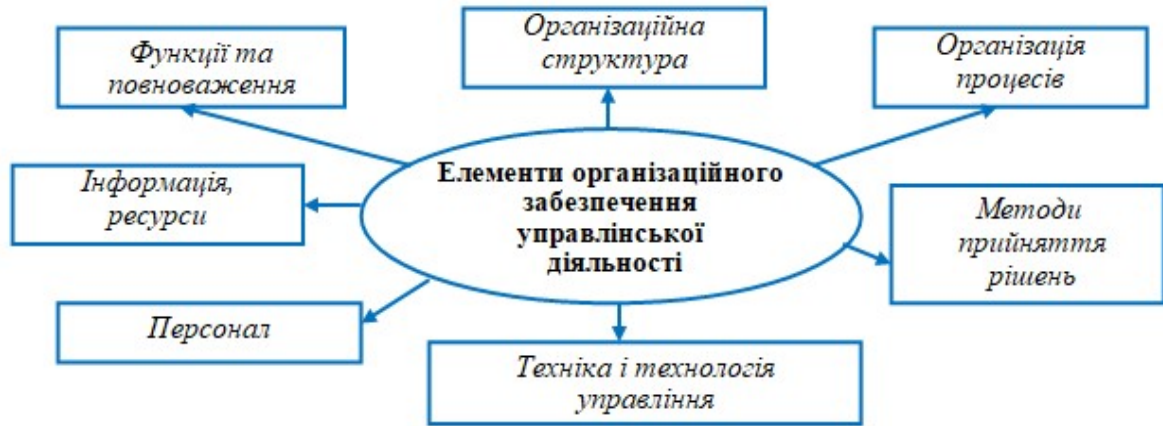 Функції та
повноваження
Організаційна
структура
Організація
процесів
Інформація,
ресурси
Елементи організаційного
забезпечення
управлінської
діяльності
Методи
прийняття
рішень
Персонал
Техніка і технологія
управління